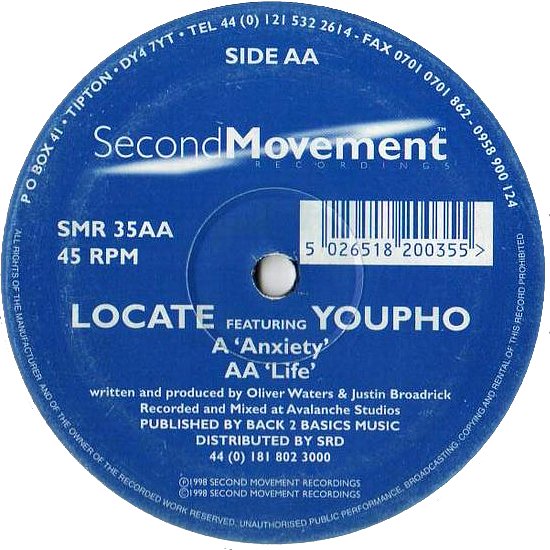 P O BOX 41 • TIPTON • DY4 7YT • TEL 44 (0) 121 532 2614 - FAX 0701 0701 862 - 0958 900 124
SIDE AA
SecondMovement™
RECORDINGS
SMR 35AA
45 RPM
5 026518 200355 >
LOCATE FEATURING YOUPHO
A 'Anxiety'
AA 'Life'
written and produced by Oliver Waters & Justin Broadrick
Recorded and Mixed at Avalanche Studios
PUBLISHED BY BACK 2 BASICS MUSIC
DISTRIBUTED BY SRD
44 (0) 181 802 3000
℗1998 SECOND MOVEMENT RECORDINGS
©1998 SECOND MOVEMENT RECORDINGS
ALL RIGHTS OF THE MANUFACTURER AND OF THE OWNER OF THE RECORDED WORK RESERVED. UNAUTHORISED PUBLIC PERFORMANCE, BROADCASTING, COPYING AND RENTAL OF THIS RECORD PROHIBITED